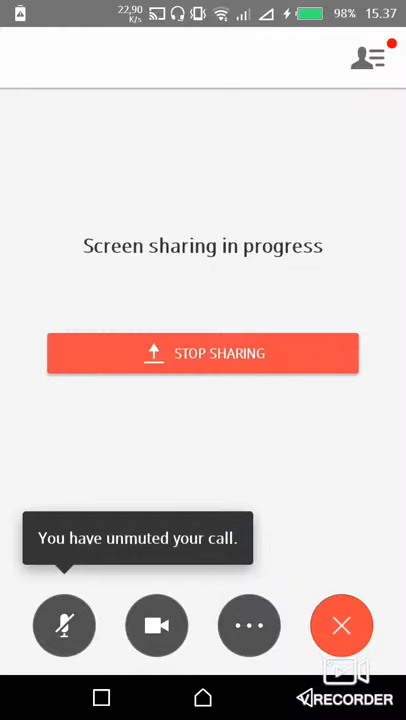 22,90
K/s
98%
15.37
Screen sharing in progress
STOP SHARING
You have unmuted your call.
RECORDER